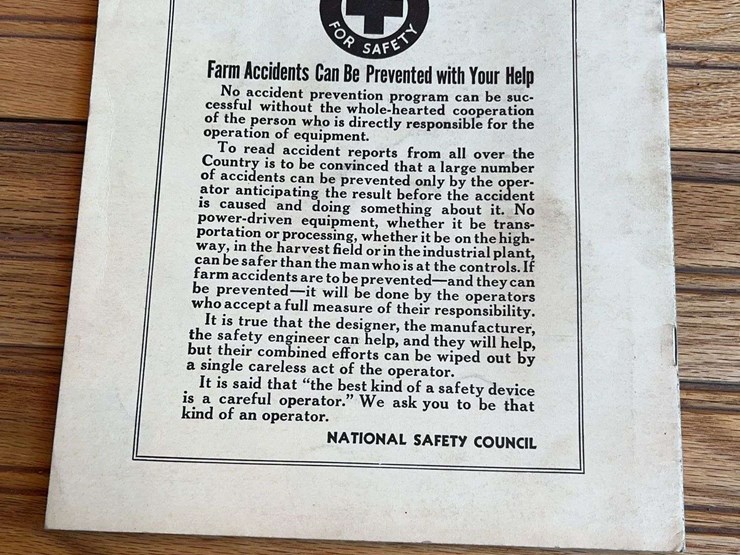 FOR SAFETY
Farm Accidents Can Be Prevented with Your Help
No accident prevention program can be suc-
cessful without the whole-hearted cooperation
of the person who is directly responsible for the
operation of equipment.
To read accident reports from all over the
Country is to be convinced that a large number
of accidents can be prevented only by the oper-
ator anticipating the result before the accident
is caused and doing something about it. No
power-driven equipment, whether it be trans-
portation or processing, whether it be on the high-
way, in the harvest field or in the industrial plant,
can be safer than the man who is at the controls. If
farm accidents are to be prevented—and they can
be prevented—it will be done by the operators
who accept a full measure of their responsibility.
It is true that the designer, the manufacturer,
the safety engineer can help, and they will help,
but their combined efforts can be wiped out by
a single careless act of the operator.
It is said that "the best kind of a safety device
is a careful operator." We ask you to be that
kind of an operator.
NATIONAL SAFETY COUNCIL